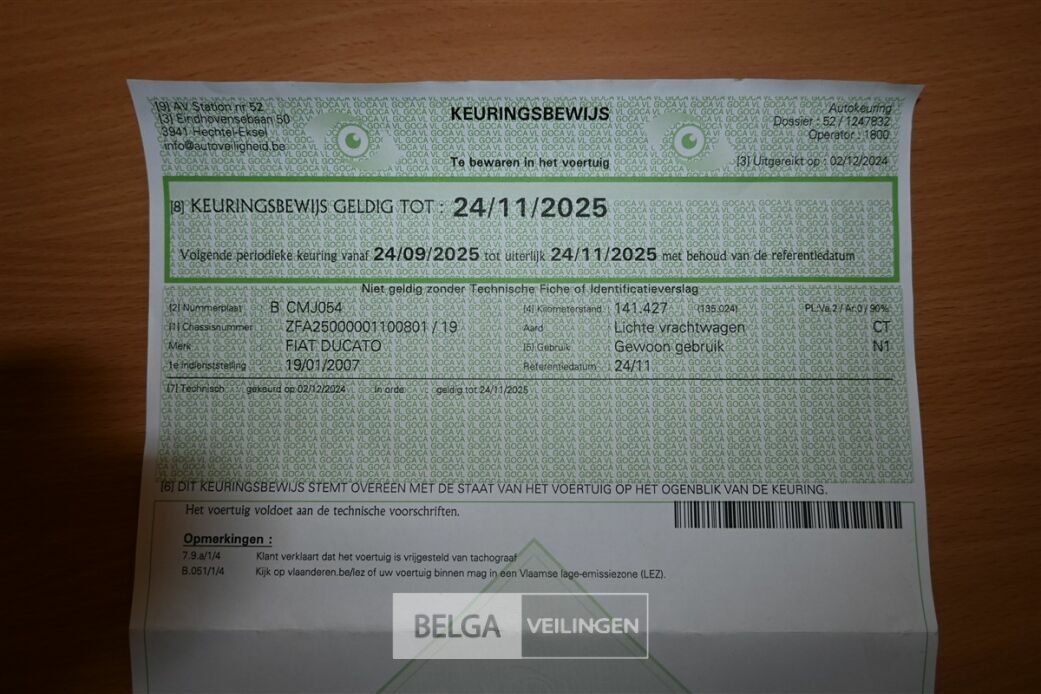 [9] AV Station nr 52
[3] Eindhovensebaan 50
3941 Hechtel-Eksel
info@autoveiligheid.be
KEURINGSBEWIJS
Te bewaren in het voertuig
Autokeuring
Dossier : 52 / 1247832
Operator : 1800
[3] Uitgereikt op : 02/12/2024
[8] KEURINGSBEWIJS GELDIG TOT : 24/11/2025
Volgende periodieke keuring vanaf 24/09/2025 tot uiterlijk 24/11/2025 met behoud van de referentiedatum
Niet geldig zonder Technische Fiche of Identificatieverslag
[2] Nummerplaat B CMJ054 [4] Kilometerstand : 141.427 (135.024) PL:Va.2 / Ar:0 / 90%
[1] Chassisnummer ZFA25000001100801 / 19 Aard : Lichte vrachtwagen CT
Merk : FIAT DUCATO [5] Gebruik : Gewoon gebruik N1
1e indienststelling : 19/01/2007 Referentiedatum : 24/11
[7] Technisch : gekeurd op 02/12/2024 In orde geldig tot 24/11/2025
[6] DIT KEURINGSBEWIJS STEMT OVEREEN MET DE STAAT VAN HET VOERTUIG OP HET OGENBLIK VAN DE KEURING.
Het voertuig voldoet aan de technische voorschriften.
Opmerkingen :
7.9.a/1/4 Klant verklaart dat het voertuig is vrijgesteld van tachograaf
B.051/1/4 Kijk op vlaanderen.be/lez of uw voertuig binnen mag in een Vlaamse lage-emissiezone (LEZ).
BELGA VEILINGEN